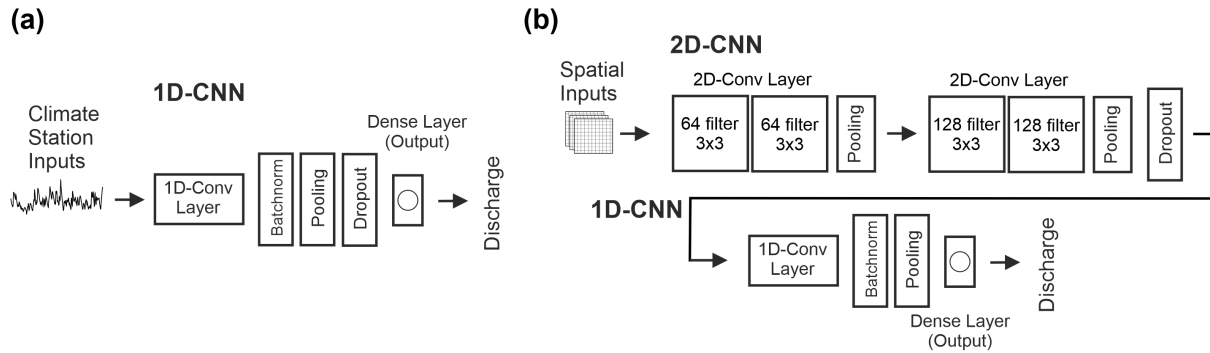 (a)
1D-CNN
Climate
Station
Inputs
1D-Conv
Layer
Batchnorm
Pooling
Dropout
Dense Layer
(Output)
Discharge
(b)
2D-CNN
Spatial
Inputs
2D-Conv Layer
64 filter
3x3
64 filter
3x3
Pooling
2D-Conv Layer
128 filter
3x3
128 filter
3x3
Pooling
Dropout
1D-CNN
1D-Conv
Layer
Batchnorm
Pooling
Dense Layer
(Output)
Discharge